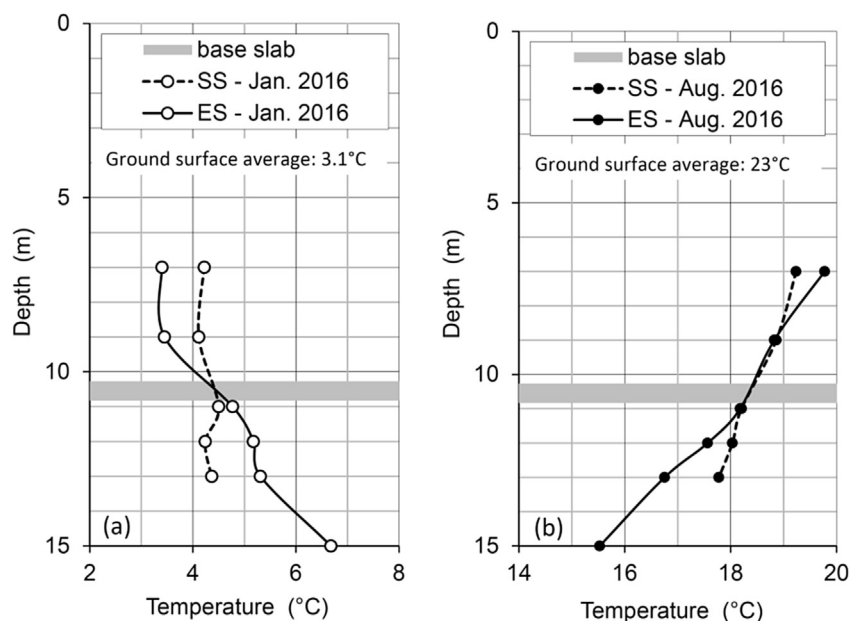 0
base slab
SS - Jan. 2016
ES - Jan. 2016
Ground surface average: 3.1°C
5
Depth (m)
10
(a)
15
2 4 6 8
Temperature (°C)
0
base slab
SS - Aug. 2016
ES - Aug. 2016
Ground surface average: 23°C
5
Depth (m)
10
(b)
15
14 16 18 20
Temperature (°C)